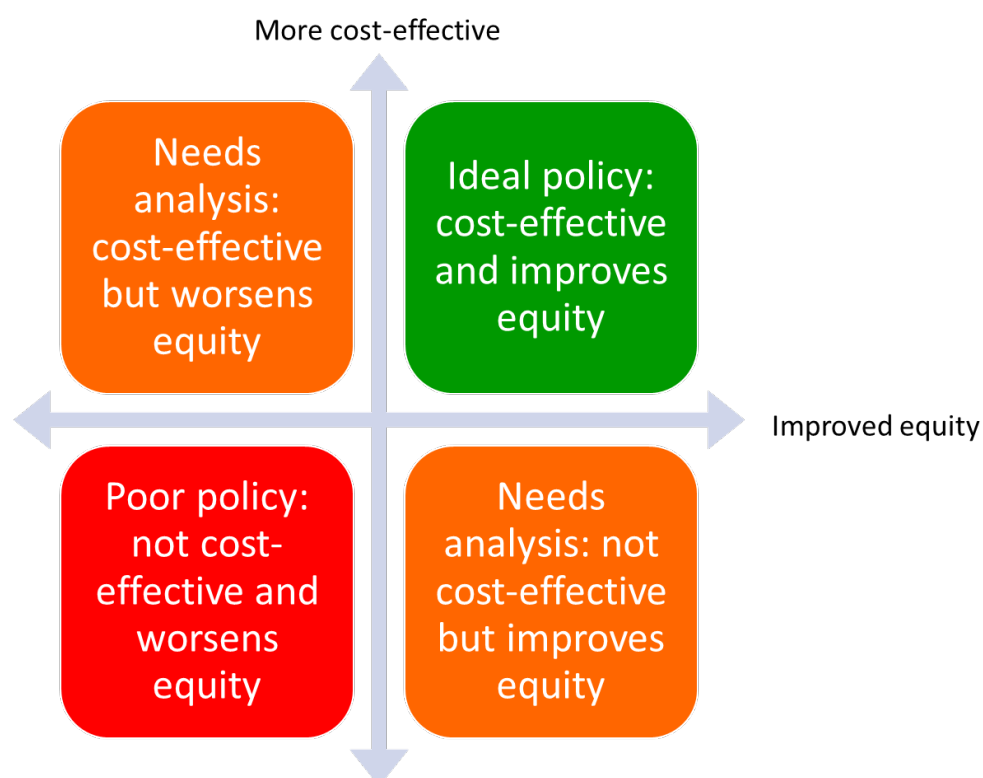 More cost-effective
Needs
analysis:
cost-effective
but worsens
equity
Ideal policy:
cost-effective
and improves
equity
Improved equity
Poor policy:
not cost-
effective and
worsens
equity
Needs
analysis: not
cost-effective
but improves
equity